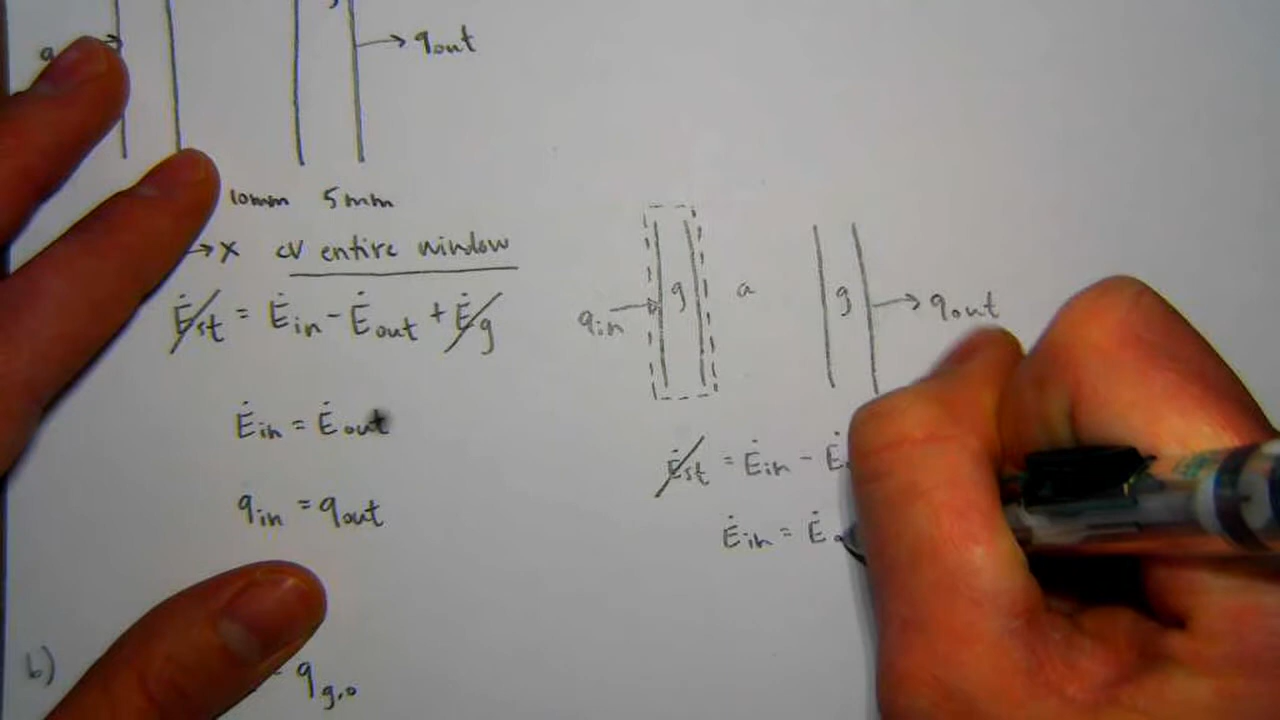 qout
10mm 5mm
→ x cv entire window
Ėst = Ėin - Ėout + Ėg
Ėin = Ėout
qin = qout
b)
qg,o
g a g
qin qout
Ėst = Ėin - Ė
Ėin = Ė